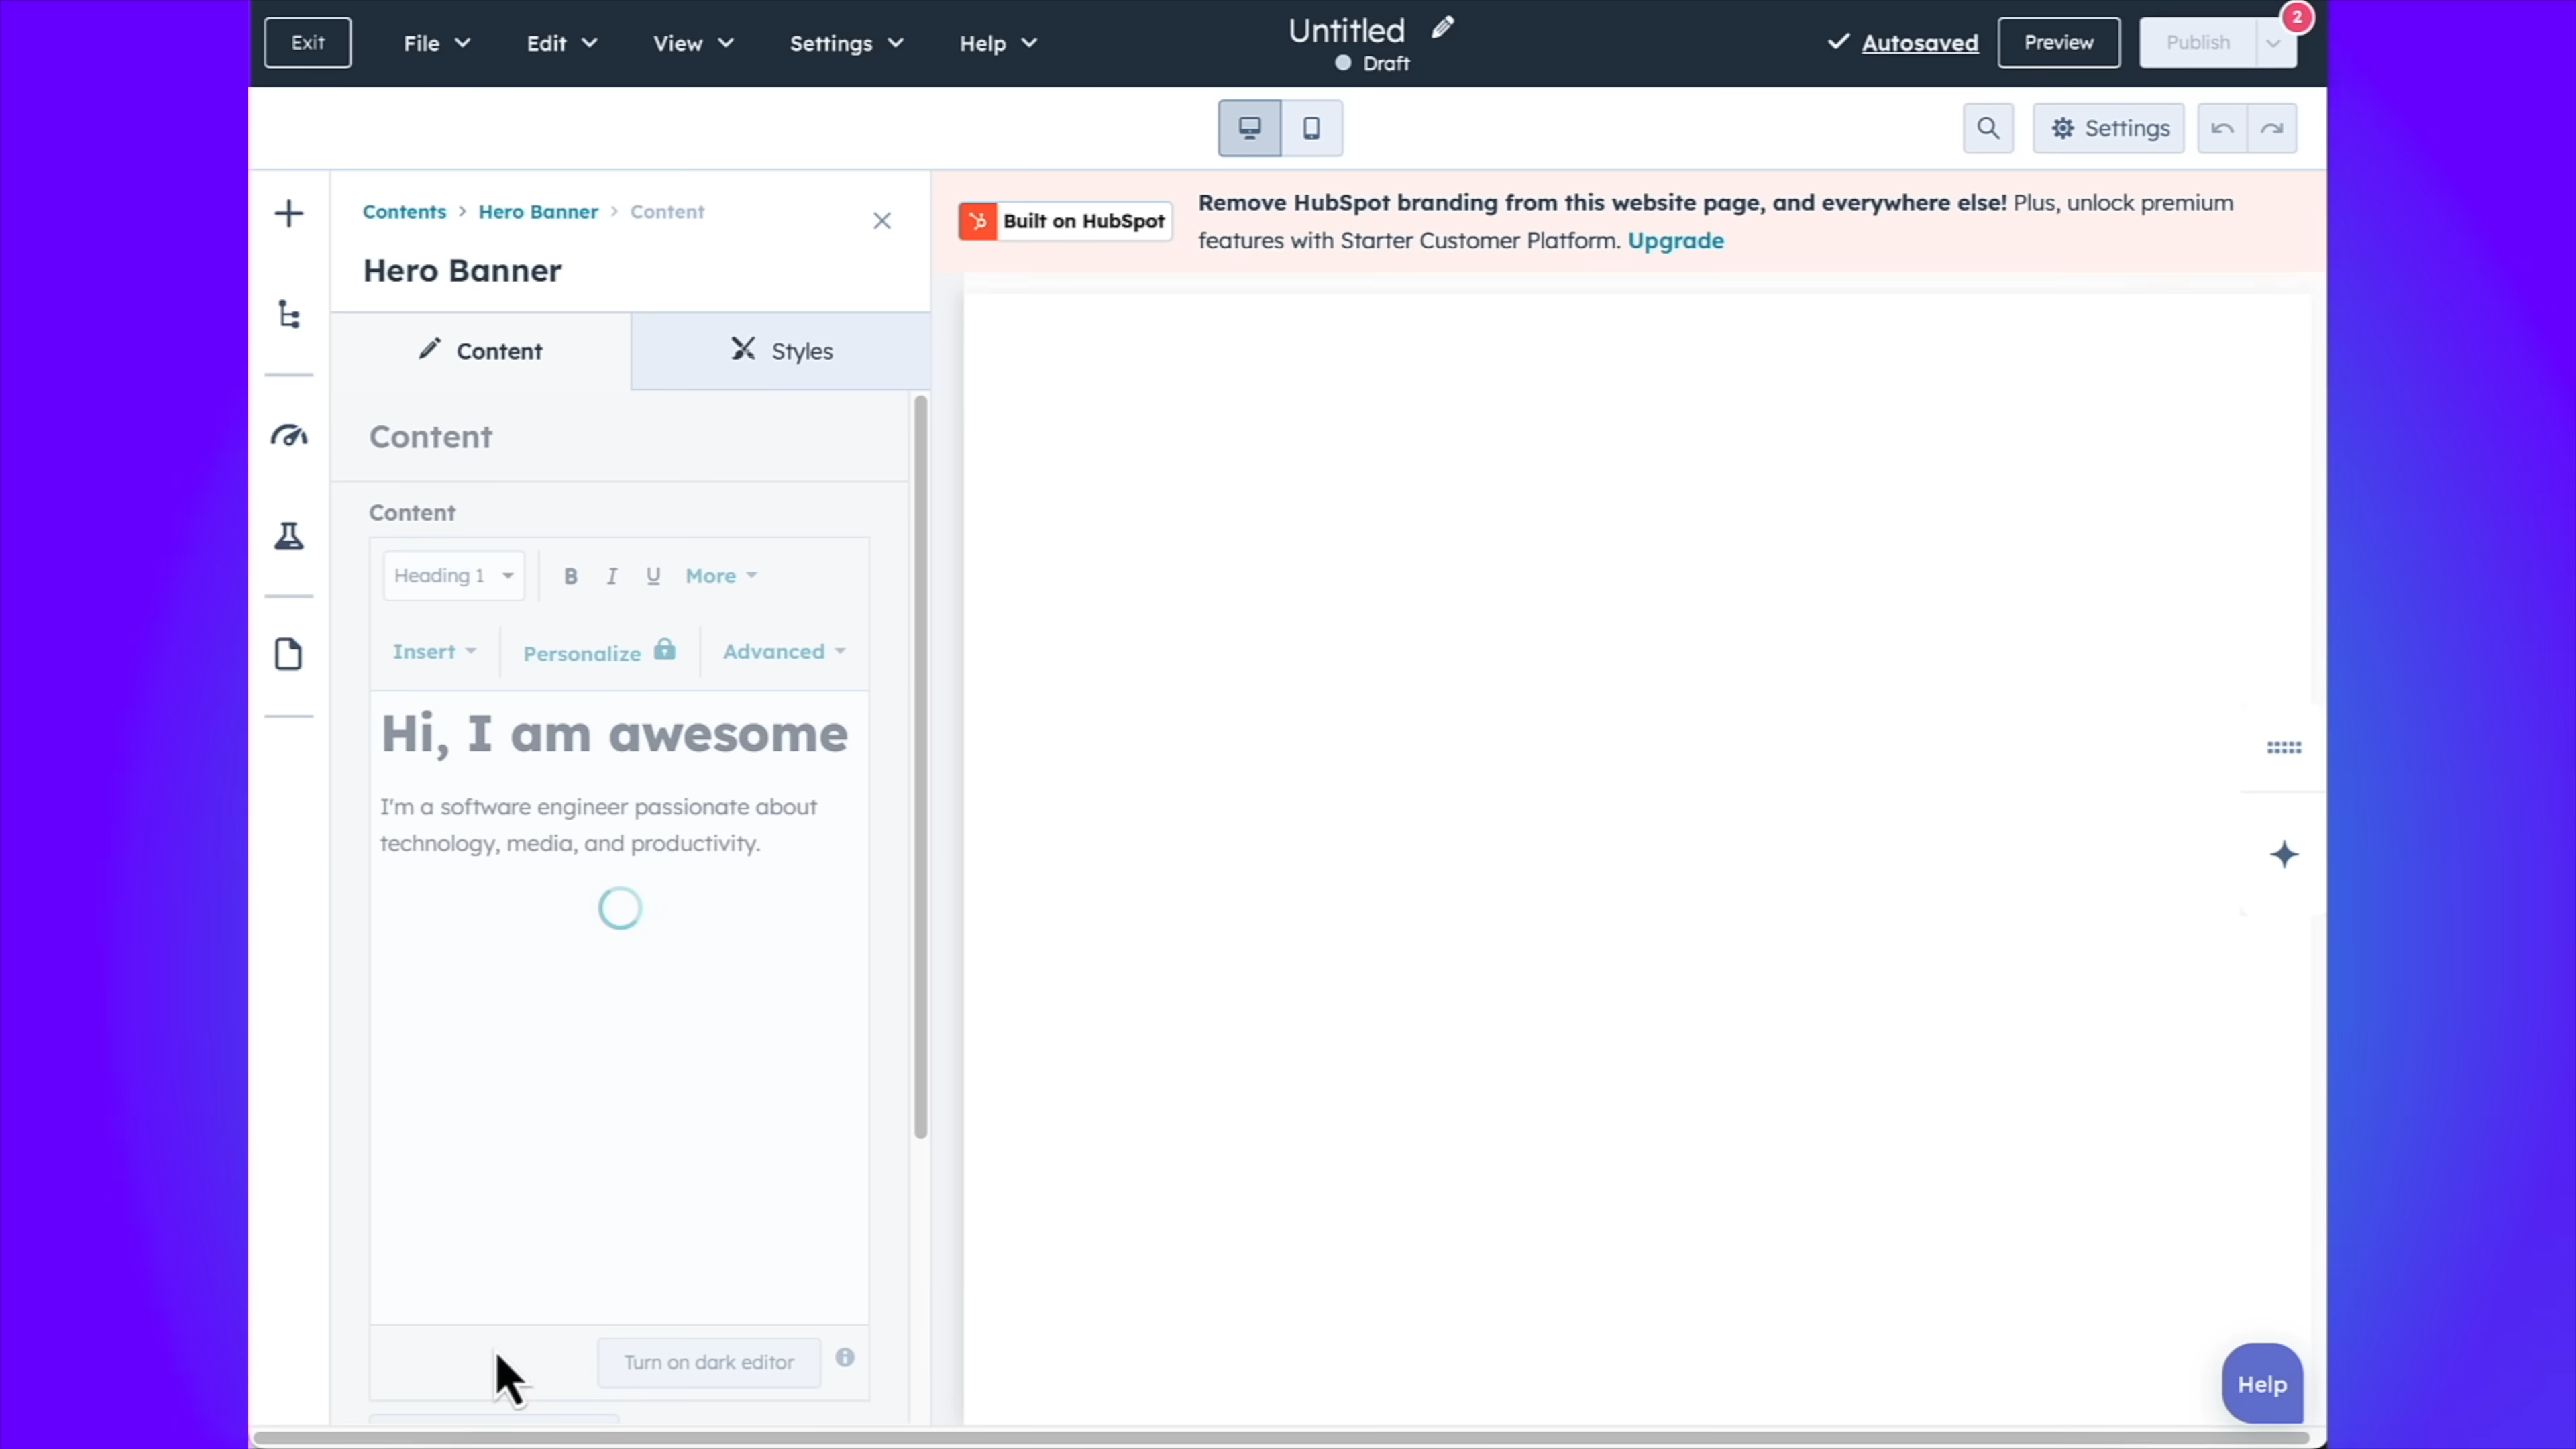 Exit
File
Edit
View
Settings
Help
Untitled
Draft
Autosaved
Preview
Publish
2
Settings
Contents > Hero Banner > Content
Hero Banner
Content
Styles
Built on HubSpot
Remove HubSpot branding from this website page, and everywhere else! Plus, unlock premium
features with Starter Customer Platform. Upgrade
Content
Content
Heading 1
B I U More
Insert
Personalize
Advanced
Hi, I am awesome
I'm a software engineer passionate about
technology, media, and productivity.
Turn on dark editor
Help